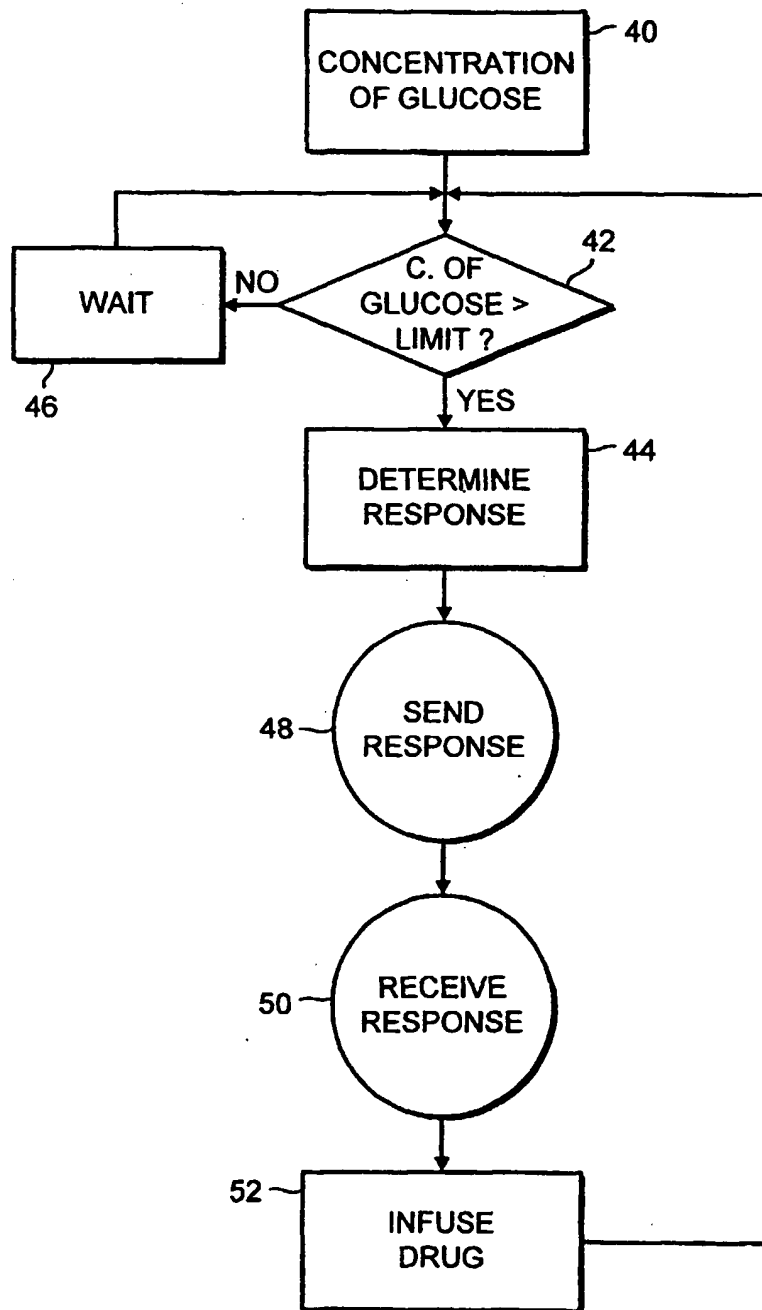 40
CONCENTRATION
OF GLUCOSE
42
C. OF
GLUCOSE >
LIMIT ?
NO
WAIT
46
YES
44
DETERMINE
RESPONSE
48
SEND
RESPONSE
50
RECEIVE
RESPONSE
52
INFUSE
DRUG